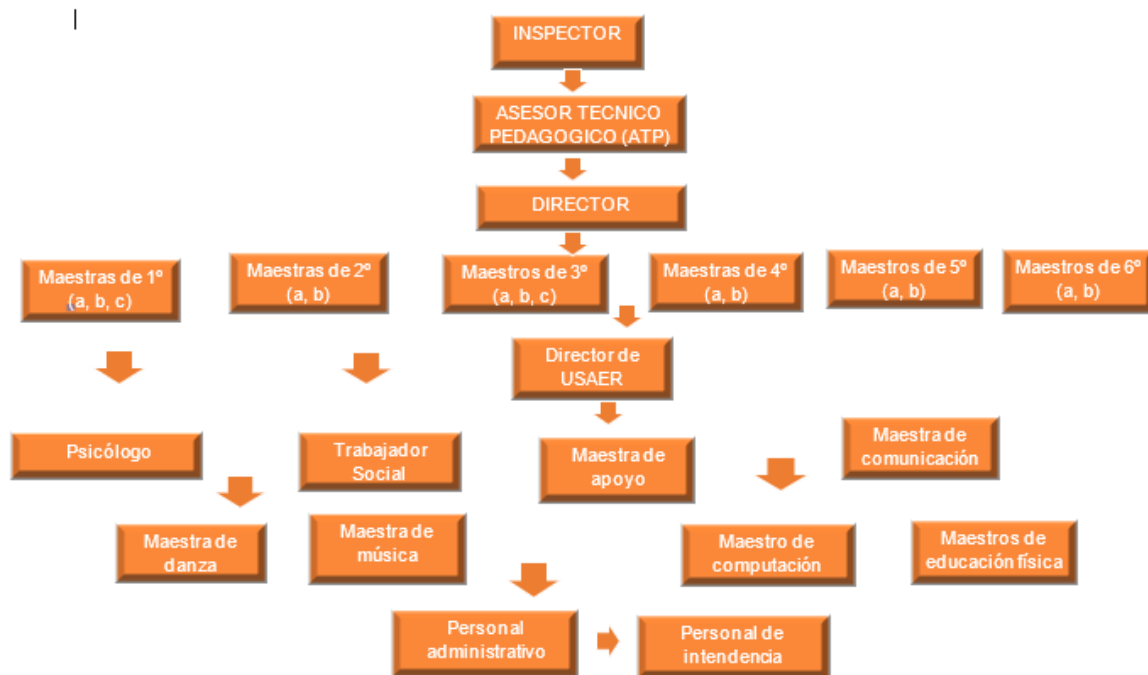 INSPECTOR
ASESOR TECNICO
PEDAGOGICO (ATP)
DIRECTOR
Maestras de 1º
(a, b, c)
Maestras de 2º
(a, b)
Maestros de 3º
(a, b, c)
Maestras de 4º
(a, b)
Maestros de 5º
(a, b)
Maestros de 6º
(a, b)
Director de
USAER
Psicólogo
Trabajador
Social
Maestra de
apoyo
Maestra de
comunicación
Maestra de
danza
Maestra de
música
Maestro de
computación
Maestros de
educación física
Personal
administrativo
Personal de
intendencia